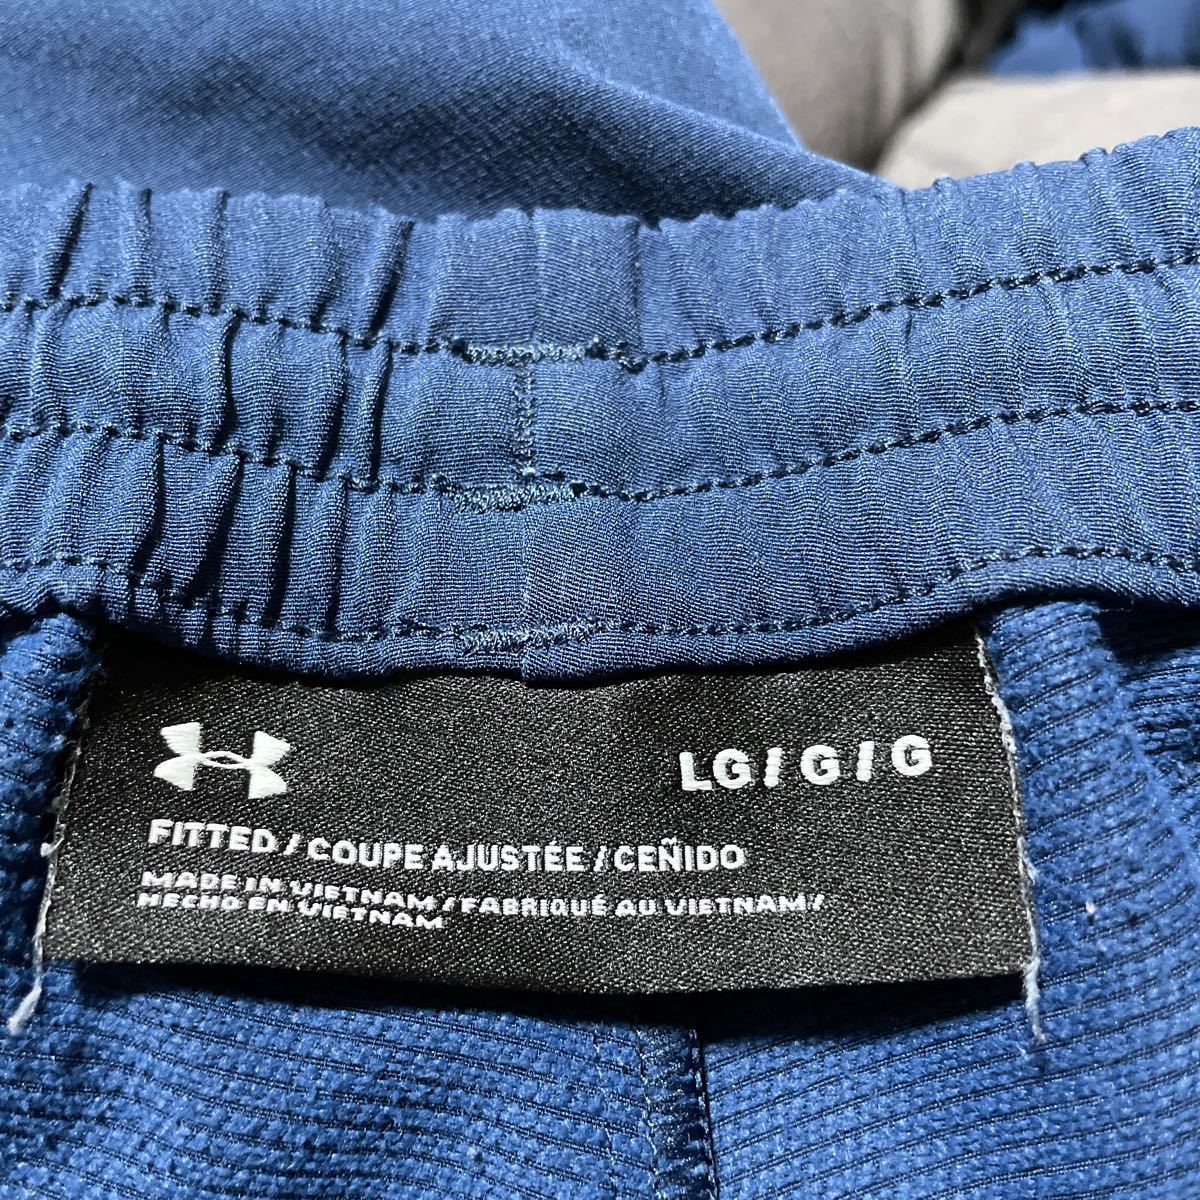 LG/G/G
FITTED/COUPE AJUSTÉE/CEÑIDO
MADE IN VIETNAM/FABRIQUÉ AU VIETNAM/
HECHO EN VIETNAM